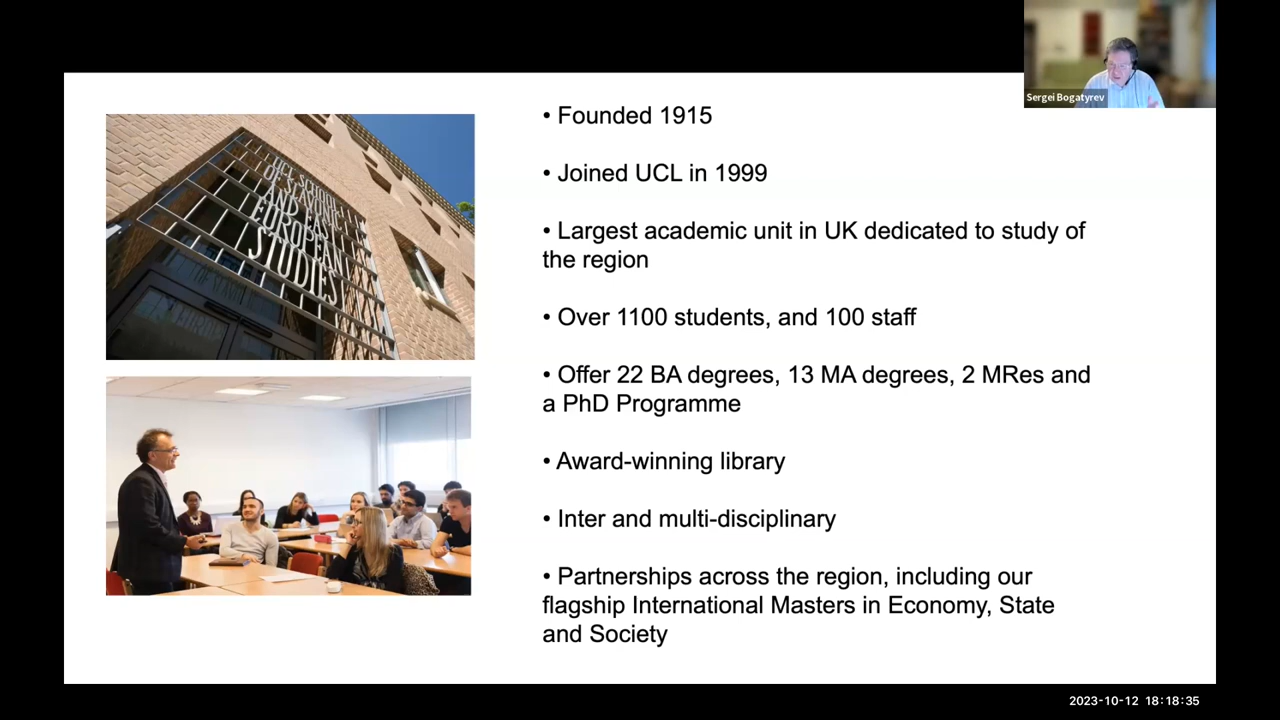 • Founded 1915
• Joined UCL in 1999
• Largest academic unit in UK dedicated to study of
the region
• Over 1100 students, and 100 staff
• Offer 22 BA degrees, 13 MA degrees, 2 MRes and
a PhD Programme
• Award-winning library
• Inter and multi-disciplinary
• Partnerships across the region, including our
flagship International Masters in Economy, State
and Society
UCL SCHOOL
OF SLAVONIC
AND EAST
EUROPEAN
STUDIES
Sergei Bogatyrev
2023-10-12 18:18:35